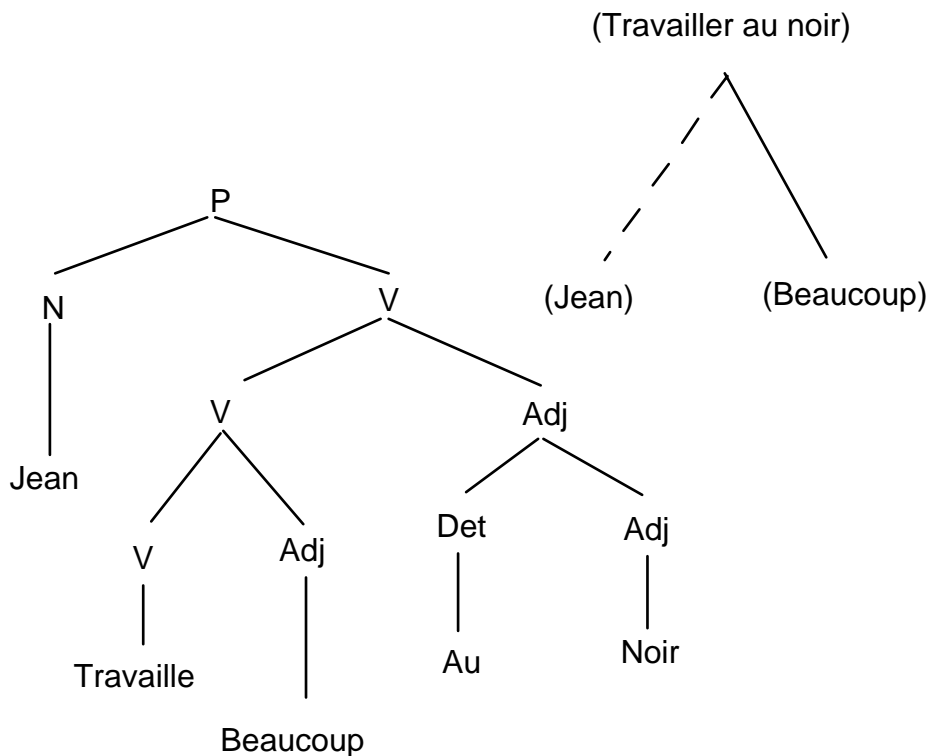 (Travailler au noir)
P
N V (Jean) (Beaucoup)
V Adj
Jean
Det Adj
V Adj
Travaille Au Noir
Beaucoup